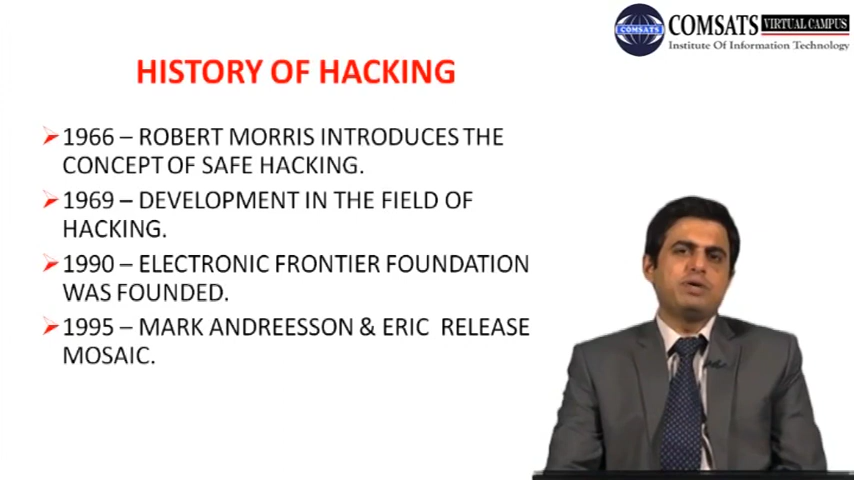 COMSATS VIRTUAL CAMPUS
COMSATS
Institute Of Information Technology
HISTORY OF HACKING
➢1966 – ROBERT MORRIS INTRODUCES THE
CONCEPT OF SAFE HACKING.
➢1969 – DEVELOPMENT IN THE FIELD OF
HACKING.
➢1990 – ELECTRONIC FRONTIER FOUNDATION
WAS FOUNDED.
➢1995 – MARK ANDREESSON & ERIC RELEASE
MOSAIC.